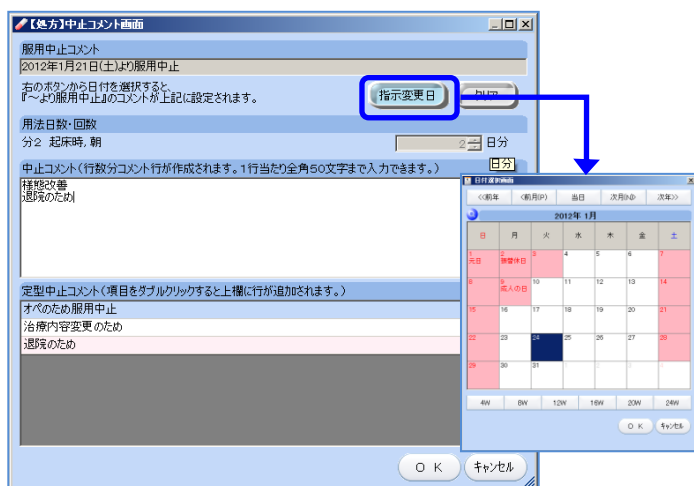 【処方】中止コメント画面
服用中止コメント
2012年1月21日(土)より服用中止
右のボタンから日付を選択すると、
『～より服用中止』のコメントが上記に設定されます。
指示変更日
クリア
用法日数・回数
分2 起床時,朝
2 日分
日分
中止コメント(行数分コメント行が作成されます。1行当たり全角50文字まで入力できます。)
様態改善
退院のため
定型中止コメント(項目をダブルクリックすると上欄に行が追加されます。)
オペのため服用中止
治療内容変更のため
退院のため
OK キャンセル
日付選択画面
<<前年 <前月(P) 当日 次月(N)> 次年>>
2012年 1月
日 月 火 水 木 金 土
1 2 3 4 5 6 7
元日 振替休日
8 9 10 11 12 13 14
成人の日
15 16 17 18 19 20 21
22 23 24 25 26 27 28
29 30 31
4W 8W 12W 16W 20W 24W
OK キャンセル